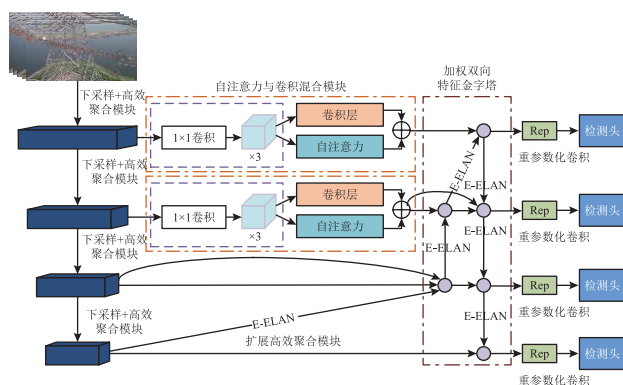 下采样+高效
聚合模块
自注意力与卷积混合模块
加权双向
特征金字塔
1×1卷积
×3
卷积层
自注意力
Rep
检测头
重参数化卷积
E-ELAN
E-ELAN
下采样+高效
聚合模块
1×1卷积
×3
卷积层
自注意力
Rep
检测头
重参数化卷积
E-ELAN
E-ELAN
下采样+高效
聚合模块
Rep
检测头
重参数化卷积
E-ELAN
下采样+高效
聚合模块
E-ELAN
扩展高效聚合模块
Rep
检测头
重参数化卷积